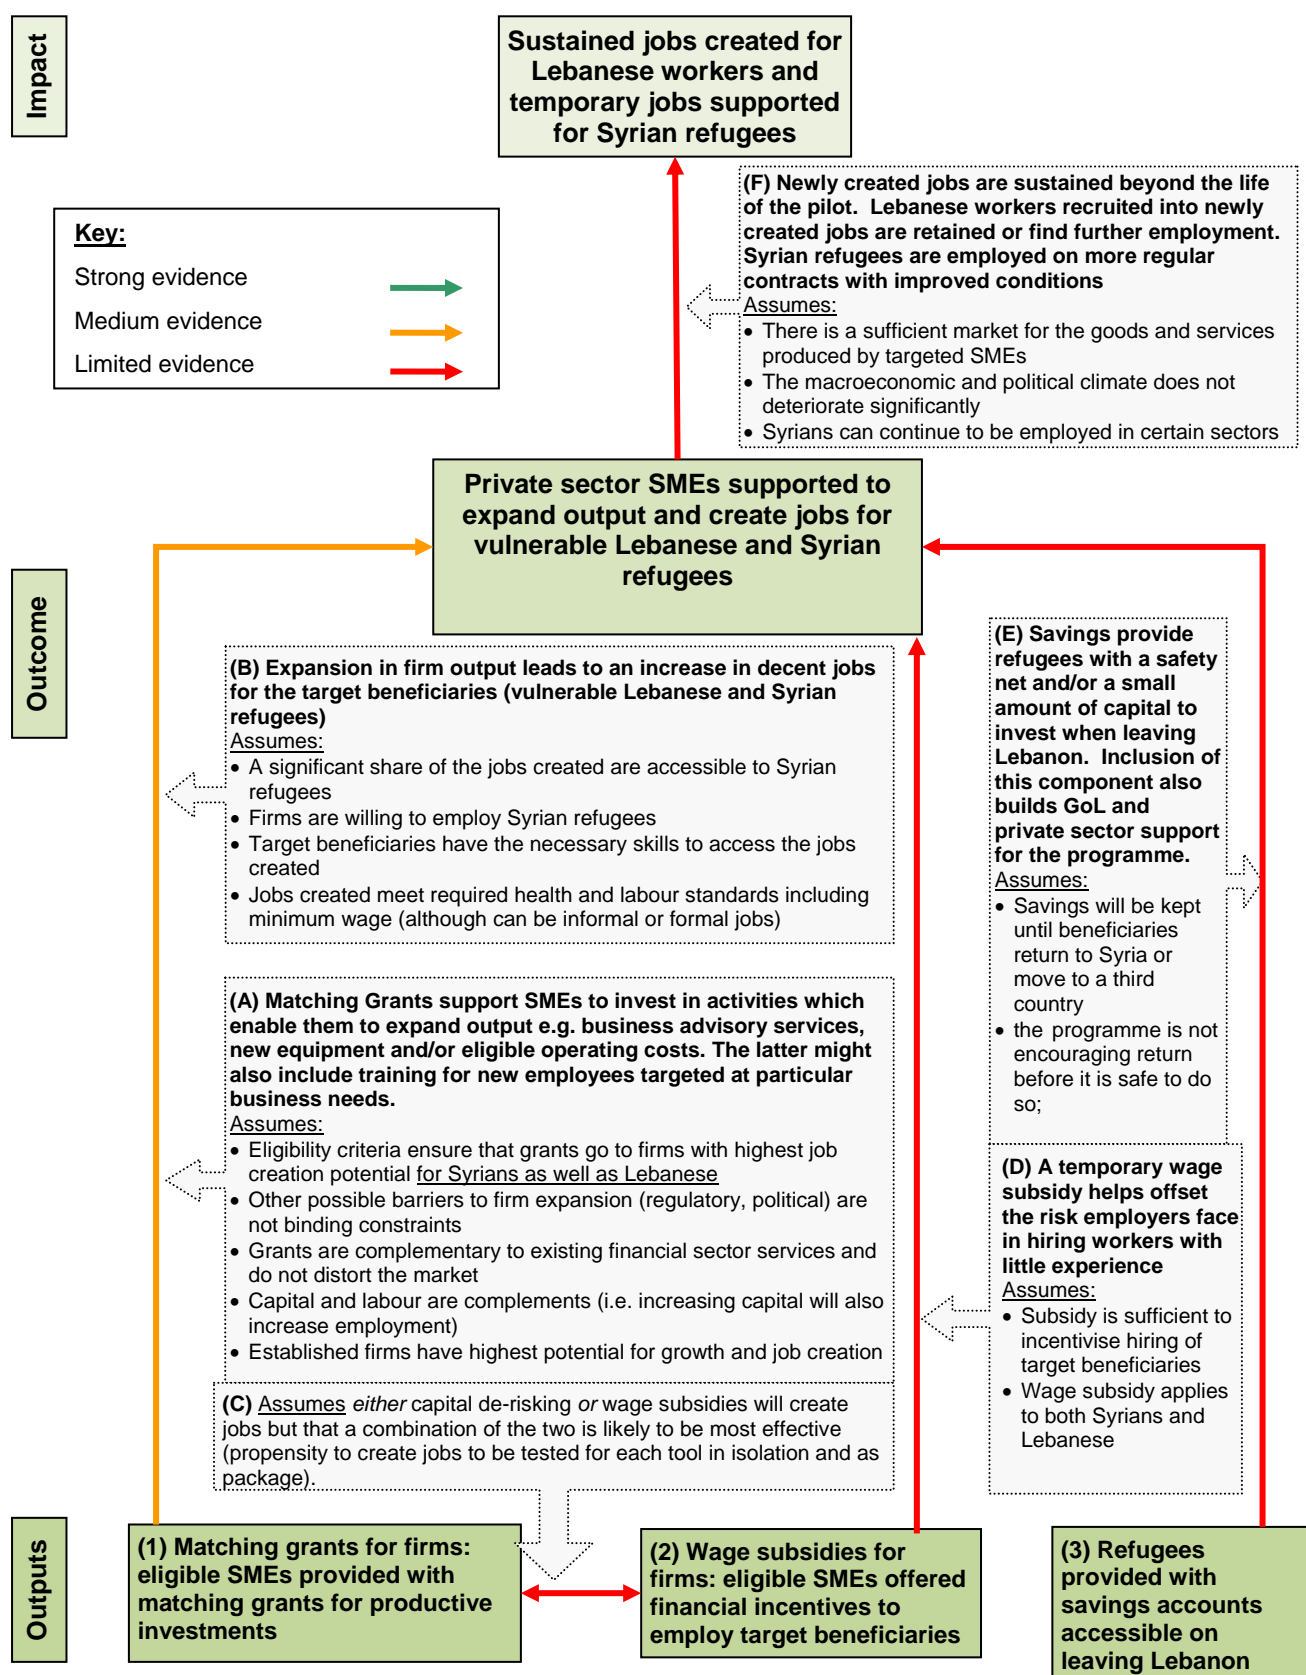 Impact
Sustained jobs created for
Lebanese workers and
temporary jobs supported
for Syrian refugees
Key:
Strong evidence
Medium evidence
Limited evidence
(F) Newly created jobs are sustained beyond the life
of the pilot.  Lebanese workers recruited into newly
created jobs are retained or find further employment.
Syrian refugees are employed on more regular
contracts with improved conditions
Assumes:
• There is a sufficient market for the goods and services
produced by targeted SMEs
• The macroeconomic and political climate does not
deteriorate significantly
• Syrians can continue to be employed in certain sectors
Outcome
Private sector SMEs supported to
expand output and create jobs for
vulnerable Lebanese and Syrian
refugees
(B) Expansion in firm output leads to an increase in decent jobs
for the target beneficiaries (vulnerable Lebanese and Syrian
refugees)
Assumes:
• A significant share of the jobs created are accessible to Syrian
refugees
• Firms are willing to employ Syrian refugees
• Target beneficiaries have the necessary skills to access the jobs
created
• Jobs created meet required health and labour standards including
minimum wage (although can be informal or formal jobs)
(E) Savings provide
refugees with a safety
net and/or a small
amount of capital to
invest when leaving
Lebanon.  Inclusion of
this component also
builds GoL and
private sector support
for the programme.
Assumes:
• Savings will be kept
until beneficiaries
return to Syria or
move to a third
country
• the programme is not
encouraging return
before it is safe to do
so;
(A) Matching Grants support SMEs to invest in activities which
enable them to expand output e.g. business advisory services,
new equipment and/or eligible operating costs. The latter might
also include training for new employees targeted at particular
business needs.
Assumes:
• Eligibility criteria ensure that grants go to firms with highest job
creation potential for Syrians as well as Lebanese
• Other possible barriers to firm expansion (regulatory, political) are
not binding constraints
• Grants are complementary to existing financial sector services and
do not distort the market
• Capital and labour are complements (i.e. increasing capital will also
increase employment)
• Established firms have highest potential for growth and job creation
(D) A temporary wage
subsidy helps offset
the risk employers face
in hiring workers with
little experience
Assumes:
• Subsidy is sufficient to
incentivise hiring of
target beneficiaries
• Wage subsidy applies
to both Syrians and
Lebanese
(C) Assumes either capital de-risking or wage subsidies will create
jobs but that a combination of the two is likely to be most effective
(propensity to create jobs to be tested for each tool in isolation and as
package).
Outputs
(1) Matching grants for firms:
eligible SMEs provided with
matching grants for productive
investments
(2) Wage subsidies for
firms: eligible SMEs offered
financial incentives to
employ target beneficiaries
(3) Refugees
provided with
savings accounts
accessible on
leaving Lebanon